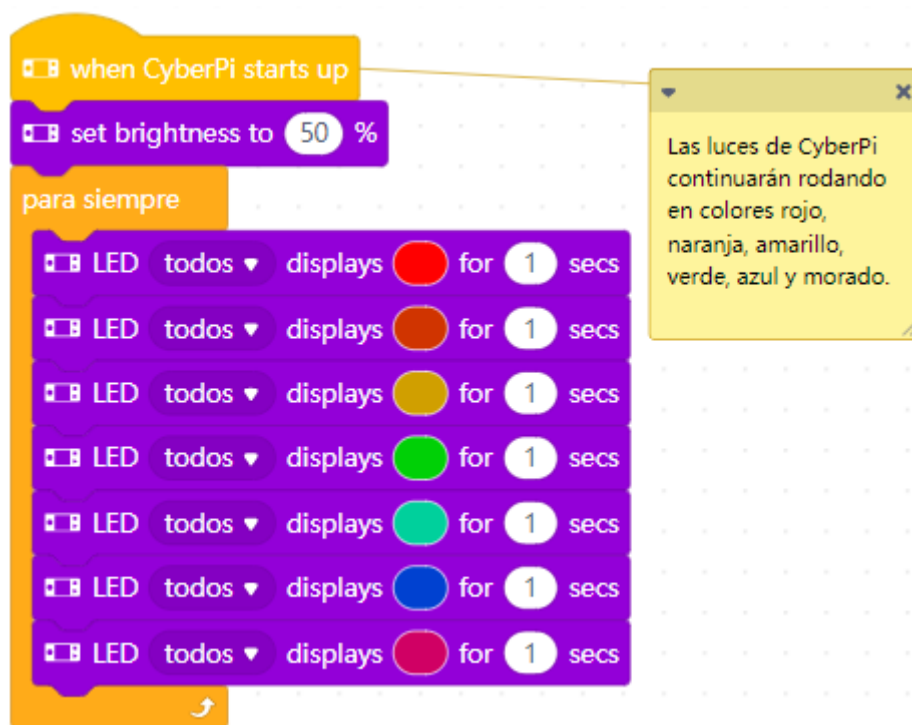 when CyberPi starts up
set brightness to 50 %
para siempre
LED todos displays for 1 secs
LED todos displays for 1 secs
LED todos displays for 1 secs
LED todos displays for 1 secs
LED todos displays for 1 secs
LED todos displays for 1 secs
LED todos displays for 1 secs
Las luces de CyberPi
continuarán rodando
en colores rojo,
naranja, amarillo,
verde, azul y morado.